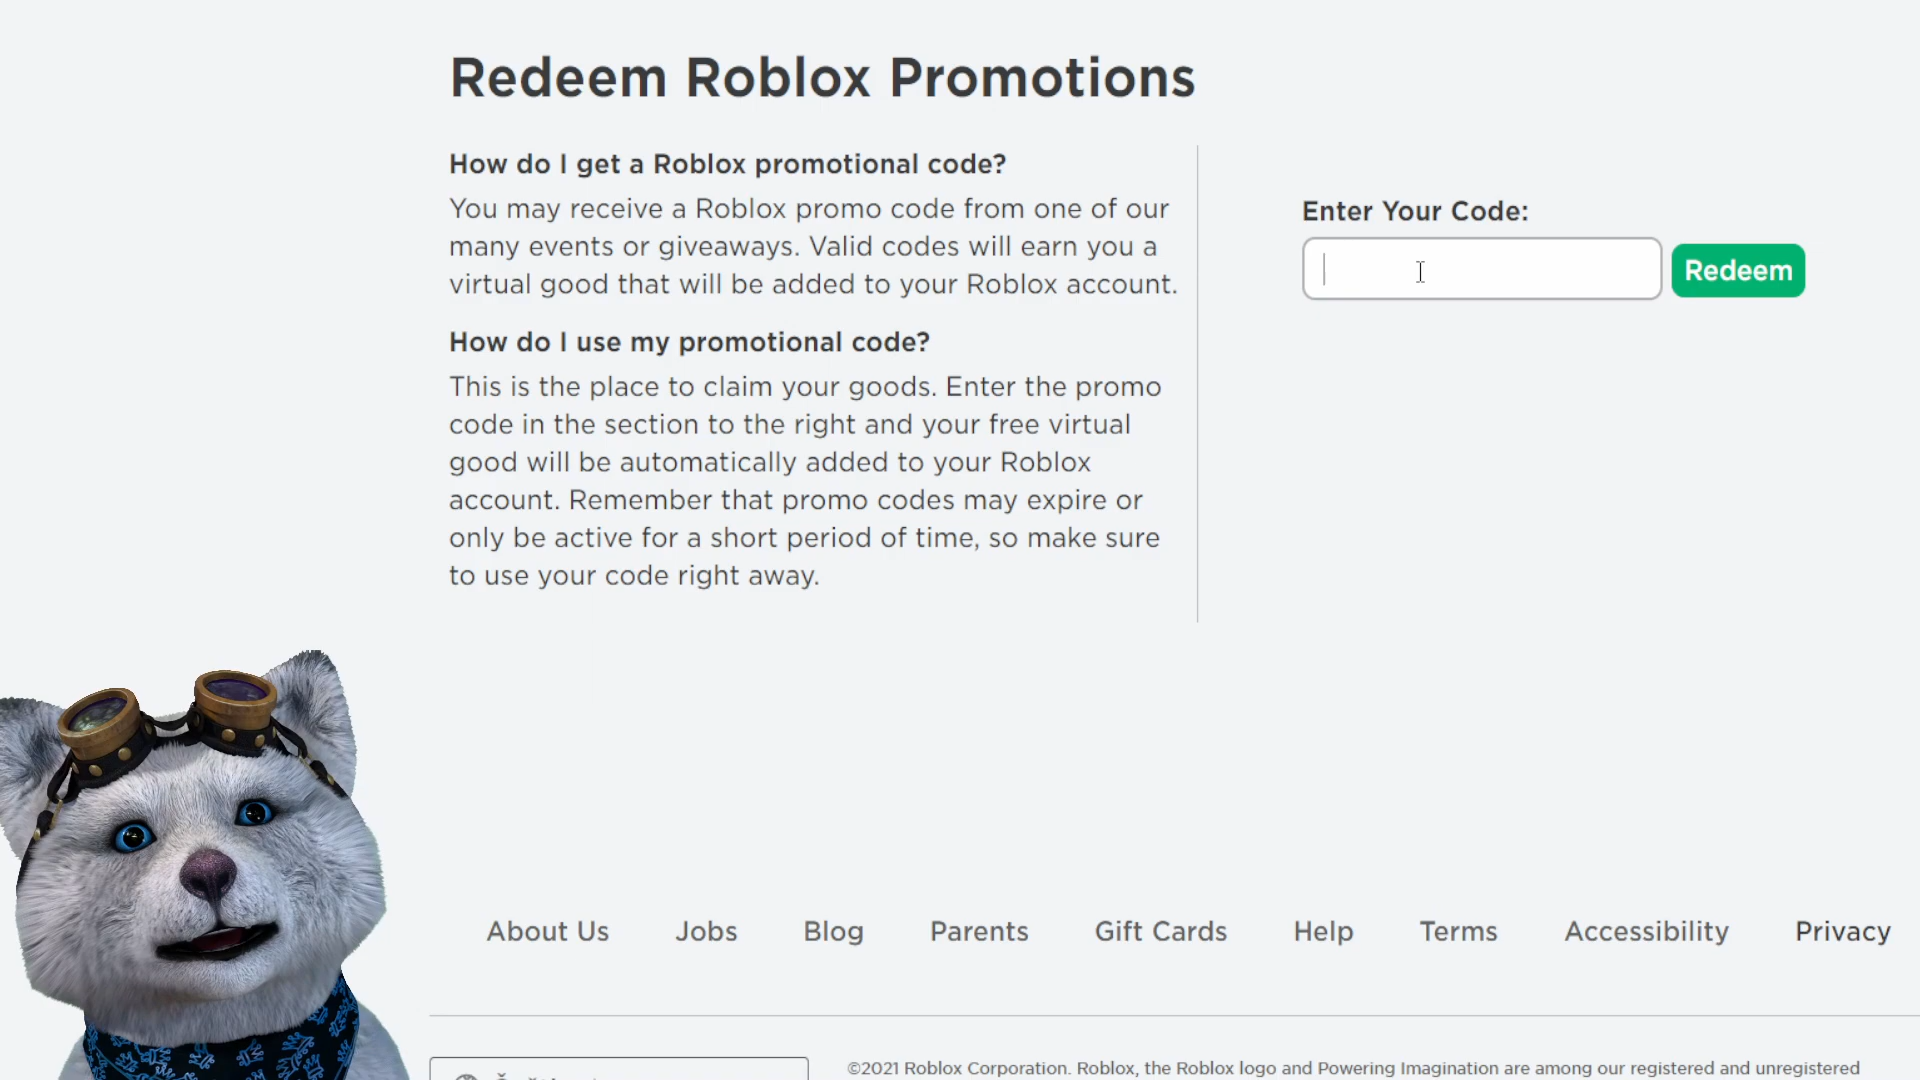 Redeem Roblox Promotions
How do I get a Roblox promotional code?
You may receive a Roblox promo code from one of our
many events or giveaways. Valid codes will earn you a
virtual good that will be added to your Roblox account.
How do I use my promotional code?
This is the place to claim your goods. Enter the promo
code in the section to the right and your free virtual
good will be automatically added to your Roblox
account. Remember that promo codes may expire or
only be active for a short period of time, so make sure
to use your code right away.
Enter Your Code:
Redeem
About Us Jobs Blog Parents Gift Cards Help Terms Accessibility Privacy
©2021 Roblox Corporation. Roblox, the Roblox logo and Powering Imagination are among our registered and unregistered